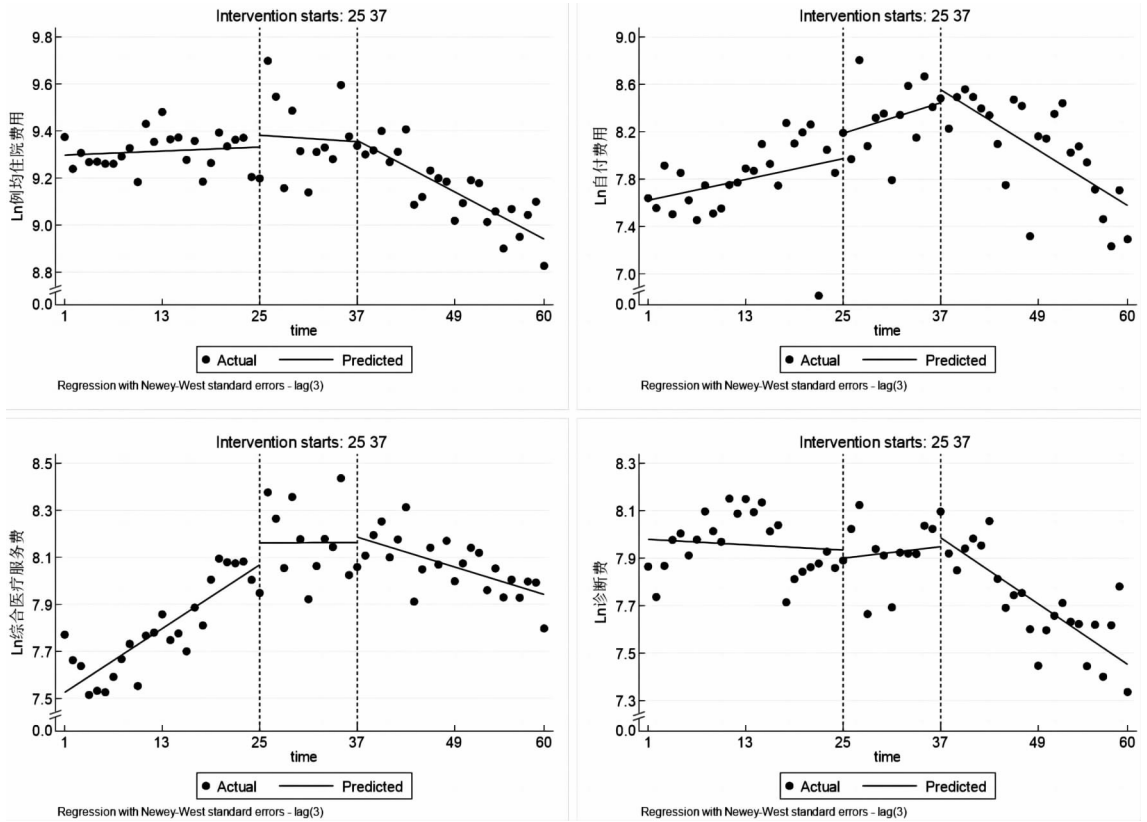 Intervention starts: 25 37
Ln例均住院费用
9.8
9.6
9.4
9.2
9.0
8.8
0.0
1 13 25 37 49 60
time
Actual Predicted
Regression with Newey-West standard errors - lag(3)
Intervention starts: 25 37
Ln自付费用
9.0
8.6
8.2
7.8
7.4
7.0
0.0
1 13 25 37 49 60
time
Actual Predicted
Regression with Newey-West standard errors - lag(3)
Intervention starts: 25 37
Ln综合医疗服务费
8.5
8.3
8.1
7.9
7.7
7.5
0.0
1 13 25 37 49 60
time
Actual Predicted
Regression with Newey-West standard errors - lag(3)
Intervention starts: 25 37
Ln诊断费
8.3
8.1
7.9
7.7
7.5
7.3
0.0
1 13 25 37 49 60
time
Actual Predicted
Regression with Newey-West standard errors - lag(3)